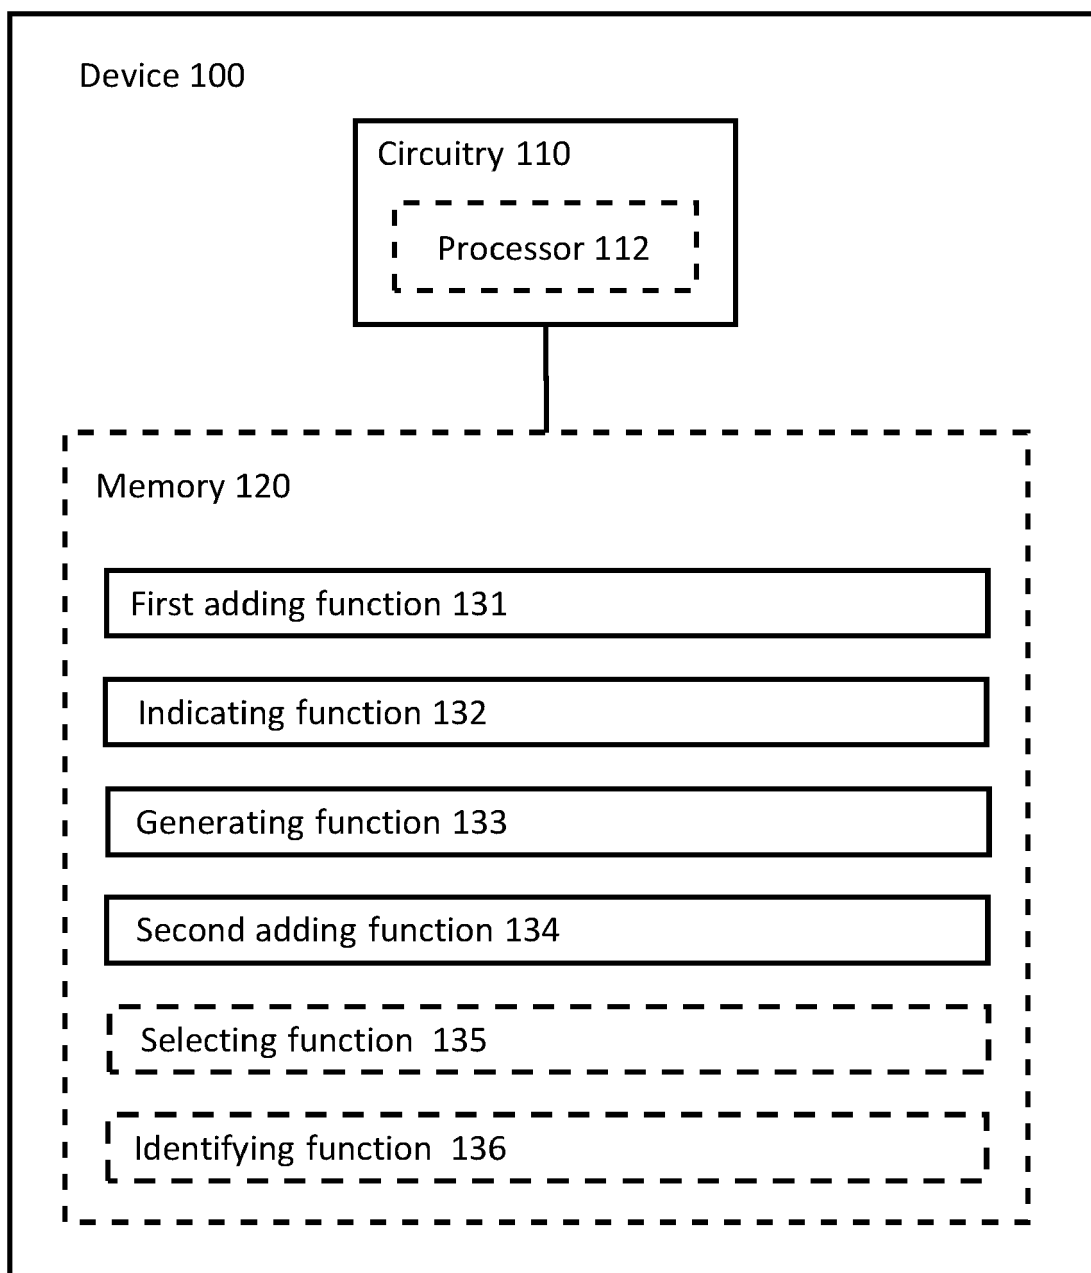 Device 100
Circuitry 110
Processor 112
Memory 120
First adding function 131
Indicating function 132
Generating function 133
Second adding function 134
Selecting function 135
Identifying function 136